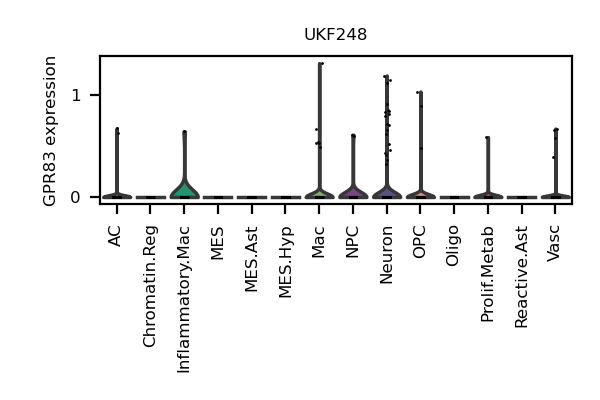 UKF248
GPR83 expression
1
0
AC
Chromatin.Reg
Inflammatory.Mac
MES
MES.Ast
MES.Hyp
Mac
NPC
Neuron
OPC
Oligo
Prolif.Metab
Reactive.Ast
Vasc